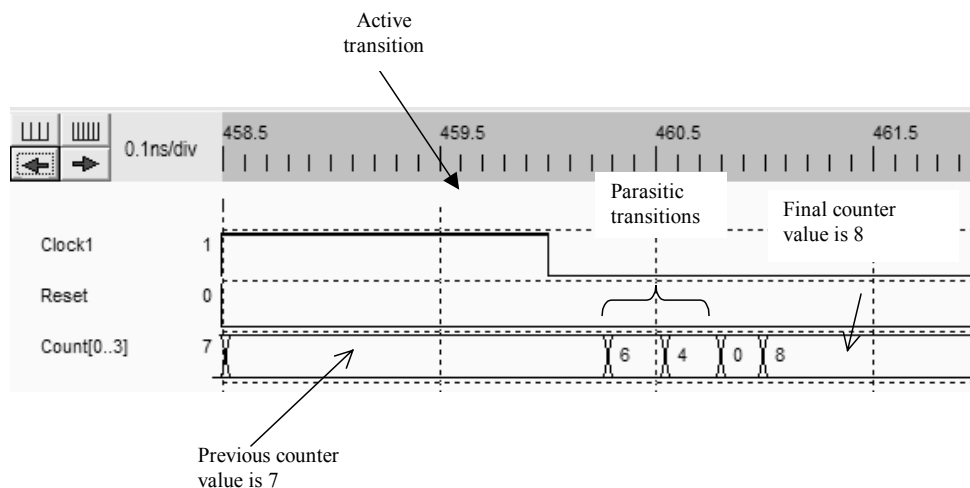 Active
transition
0.1ns/div
458.5 459.5 460.5 461.5
Parasitic
transitions
Final counter
value is 8
Clock1 1
Reset 0
Count[0..3] 7 6 4 0 8
Previous counter
value is 7